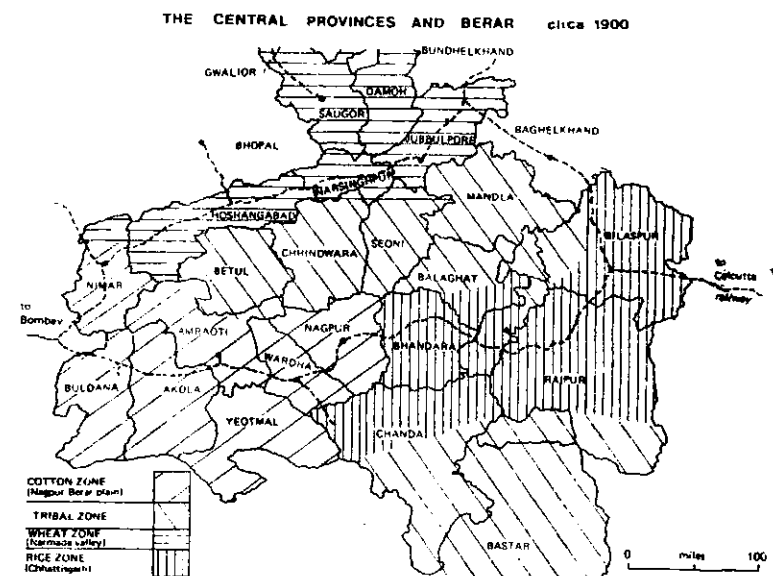 THE CENTRAL PROVINCES AND BERAR circa 1900
BUNDHELKHAND
GWALIOR
DAMOH
SAUGOR
BAGHELKHAND
JUBBULPORE
BHOPAL
NARSINGHPUR
MANDLA
HOSHANGABAD
BILASPUR
CHHINDWARA
SEONI
BETUL
BALAGHAT
to
Calcutta
railway
NIMAR
to
Bombay
NAGPUR
AMRAOTI
BHANDARA
WARDHA
RAIPUR
BULDANA
AKOLA
YEOTMAL
CHANDA
COTTON ZONE
(Nagpur Berar plain)
TRIBAL ZONE
WHEAT ZONE
(Narmada valley)
RICE ZONE
(Chhattisgarh)
BASTAR
0 miles 100